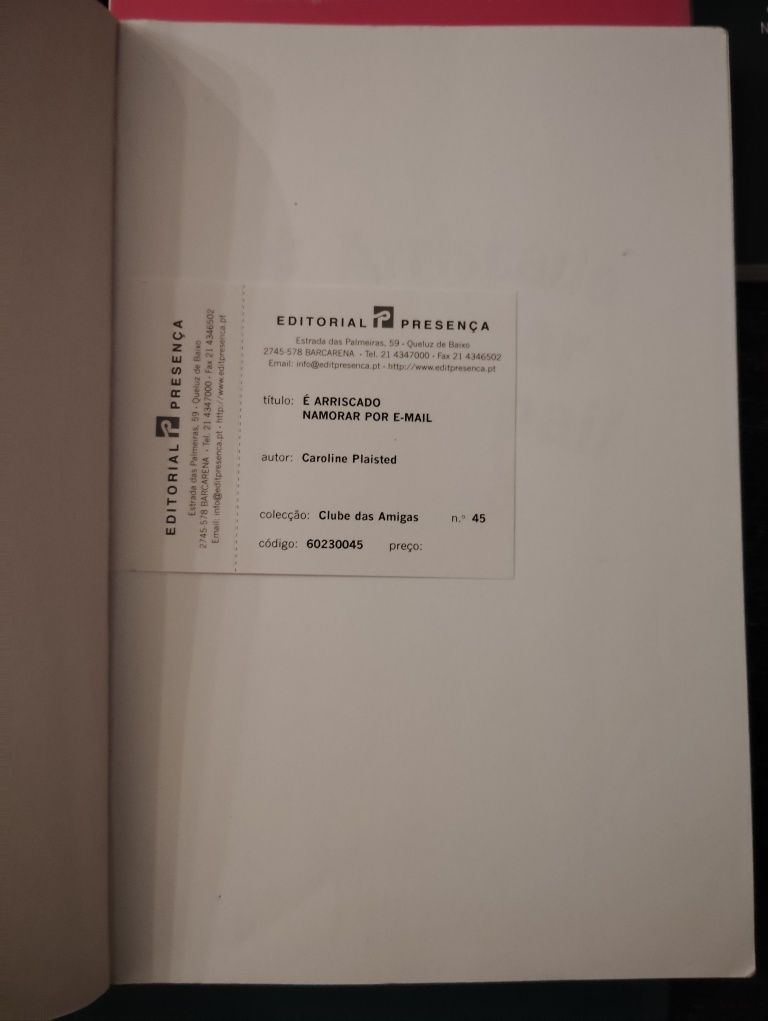 EDITORIAL PRESENÇA
Estrada das Palmeiras, 59 - Queluz de Baixo
2745-578 BARCARENA - Tel. 21 4347000 - Fax 21 4346502
Email: info@editpresenca.pt - http://www.editpresenca.pt
EDITORIAL PRESENÇA
Estrada das Palmeiras, 59 - Queluz de Baixo
2745-578 BARCARENA - Tel. 21 4347000 - Fax 21 4346502
Email: info@editpresenca.pt - http://www.editpresenca.pt
título: É ARRISCADO
NAMORAR POR E-MAIL
autor: Caroline Plaisted
colecção: Clube das Amigas n.º 45
código: 60230045 preço: